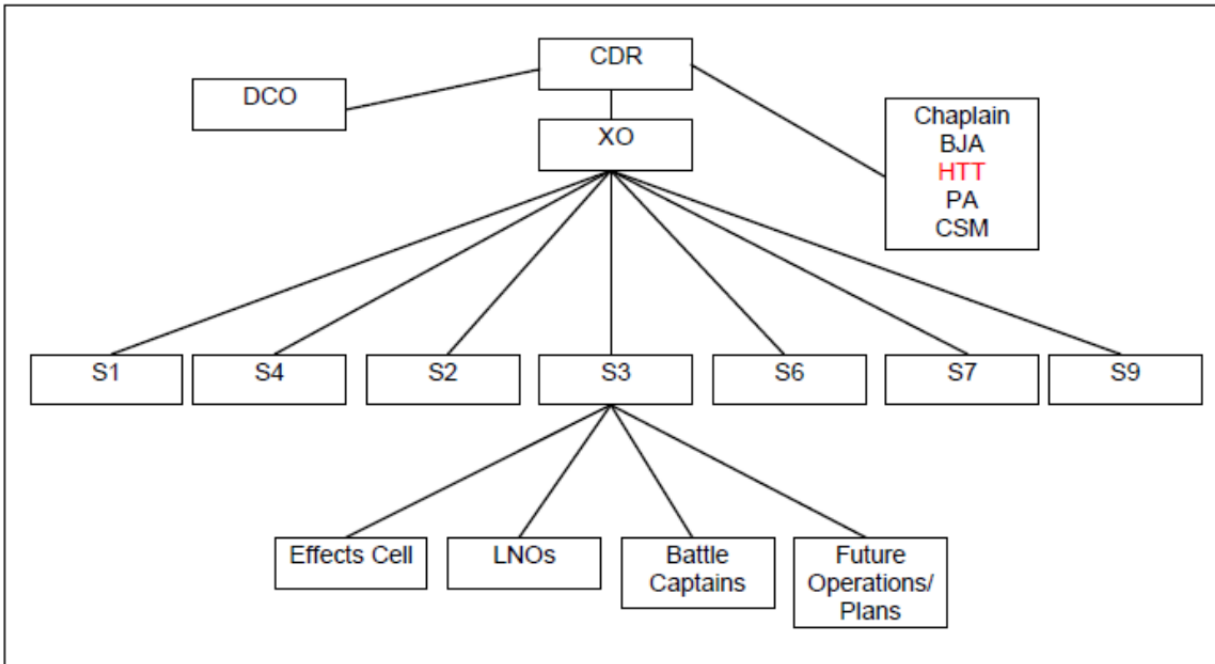 CDR
DCO
XO
Chaplain
BJA
HTT
PA
CSM
S1
S4
S2
S3
S6
S7
S9
Effects Cell
LNOs
Battle
Captains
Future
Operations/
Plans